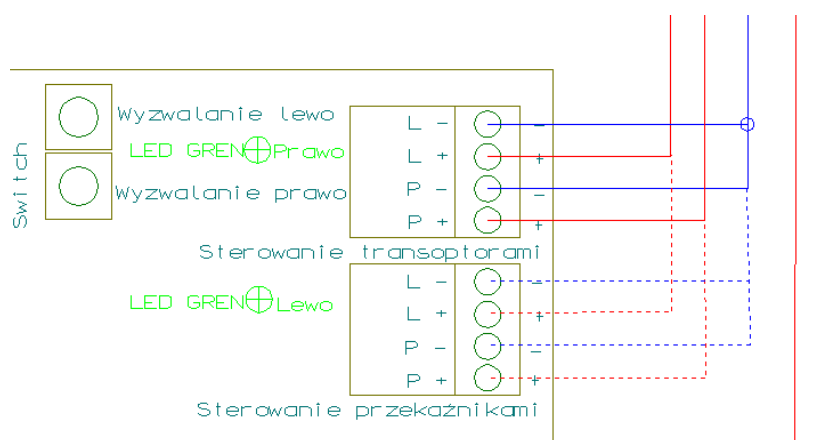 Switch
Wyzwalanie lewo
LED GREN Prawo
Wyzwalanie prawo
L - -
L + +
P - -
P + +
Sterowanie transoptorami
LED GREN Lewo
L - -
L + +
P - -
P + +
Sterowanie przekaźnikami